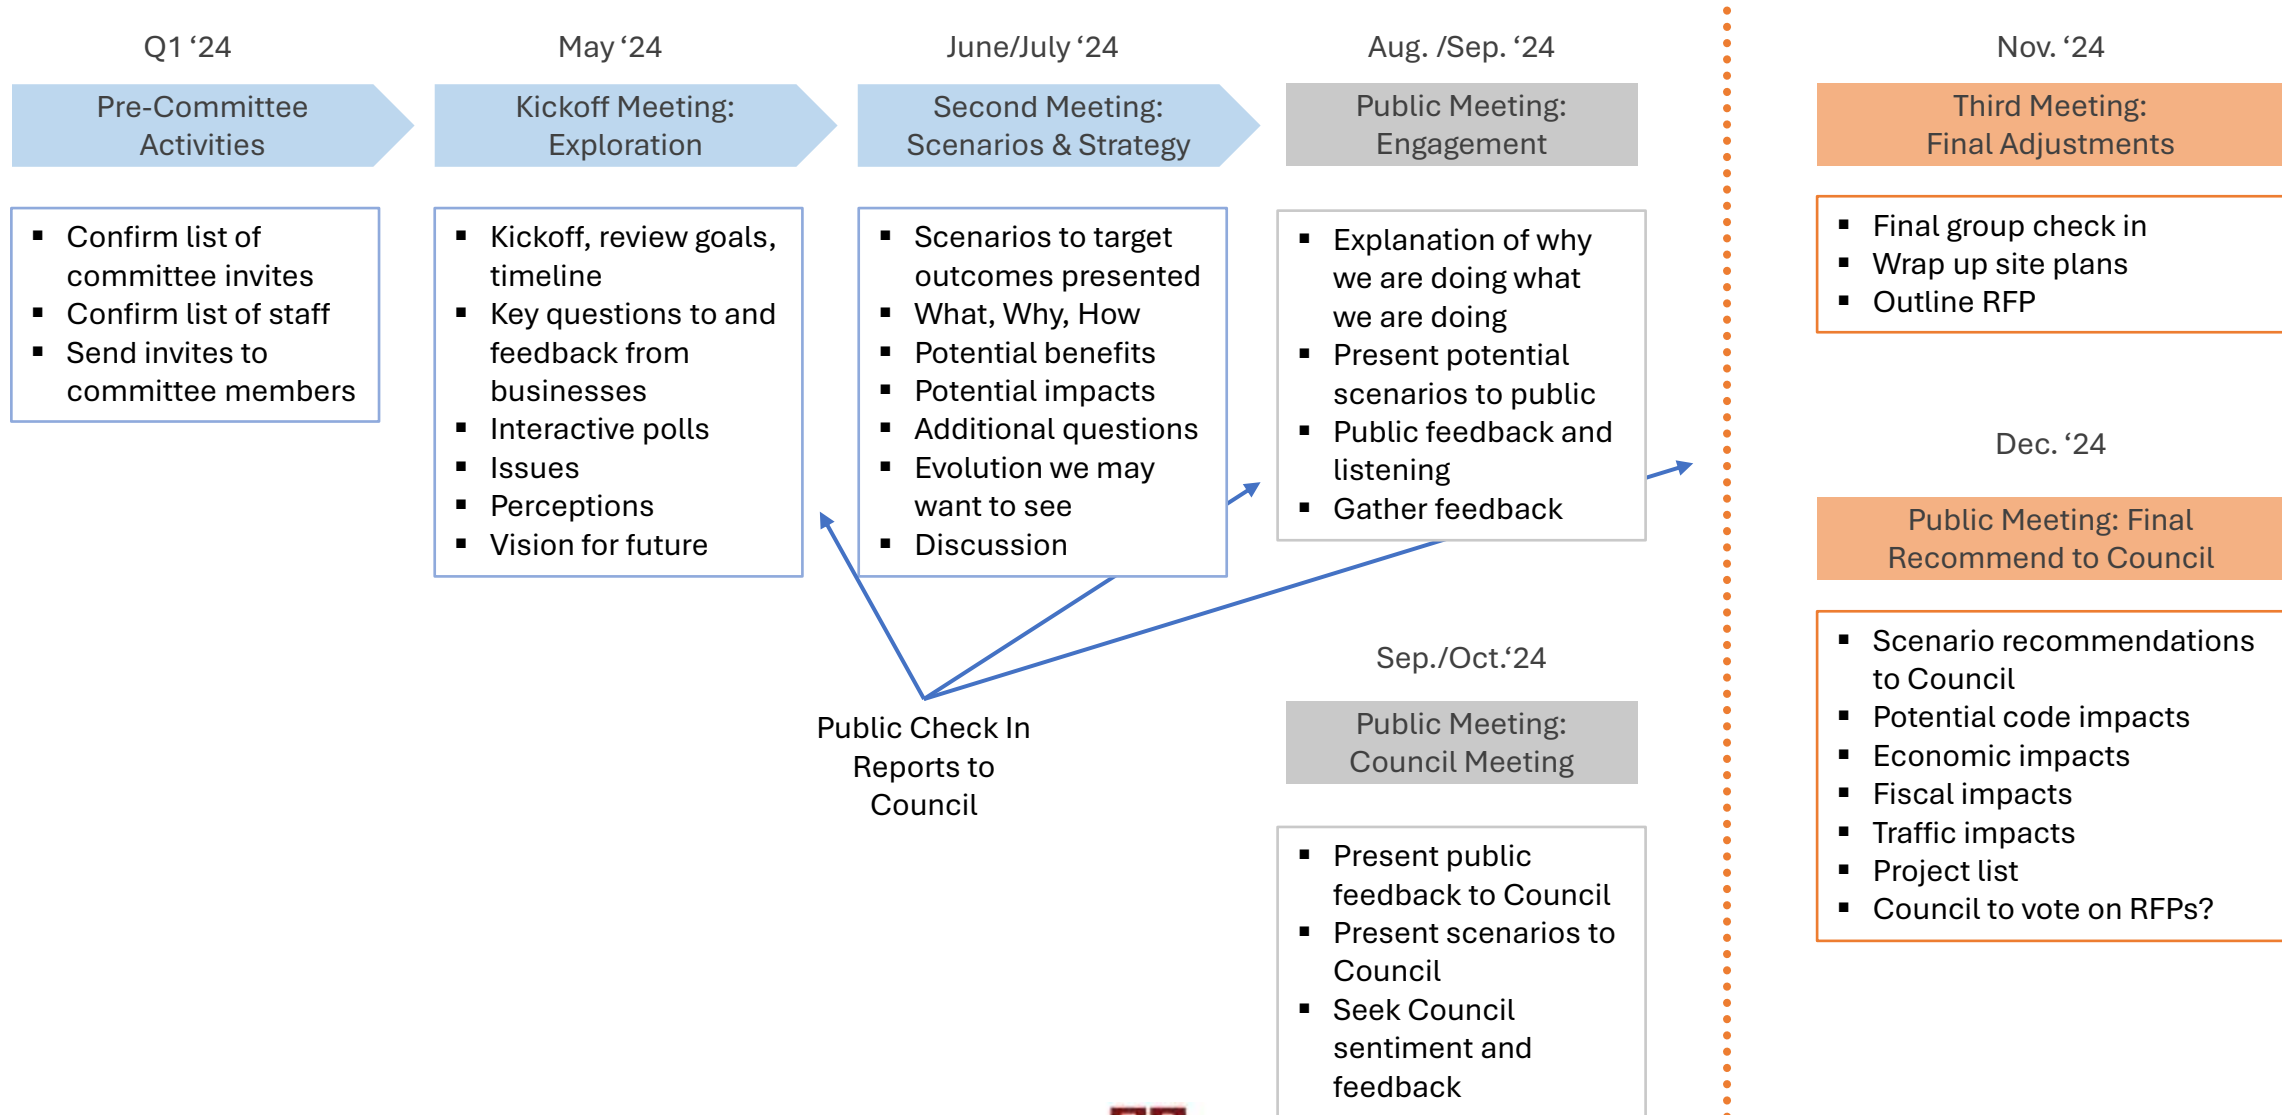 Q1 ‘24
Pre-Committee
Activities
▪ Confirm list of
committee invites
▪ Confirm list of staff
▪ Send invites to
committee members
May ‘24
Kickoff Meeting:
Exploration
▪ Kickoff, review goals,
timeline
▪ Key questions to and
feedback from
businesses
▪ Interactive polls
▪ Issues
▪ Perceptions
▪ Vision for future
June/July ‘24
Second Meeting:
Scenarios & Strategy
▪ Scenarios to target
outcomes presented
▪ What, Why, How
▪ Potential benefits
▪ Potential impacts
▪ Additional questions
▪ Evolution we may
want to see
▪ Discussion
Public Check In
Reports to
Council
Aug. /Sep. ‘24
Public Meeting:
Engagement
▪ Explanation of why
we are doing what
we are doing
▪ Present potential
scenarios to public
▪ Public feedback and
listening
▪ Gather feedback
Sep./Oct.‘24
Public Meeting:
Council Meeting
▪ Present public
feedback to Council
▪ Present scenarios to
Council
▪ Seek Council
sentiment and
feedback
Nov. ‘24
Third Meeting:
Final Adjustments
▪ Final group check in
▪ Wrap up site plans
▪ Outline RFP
Dec. ‘24
Public Meeting: Final
Recommend to Council
▪ Scenario recommendations
to Council
▪ Potential code impacts
▪ Economic impacts
▪ Fiscal impacts
▪ Traffic impacts
▪ Project list
▪ Council to vote on RFPs?